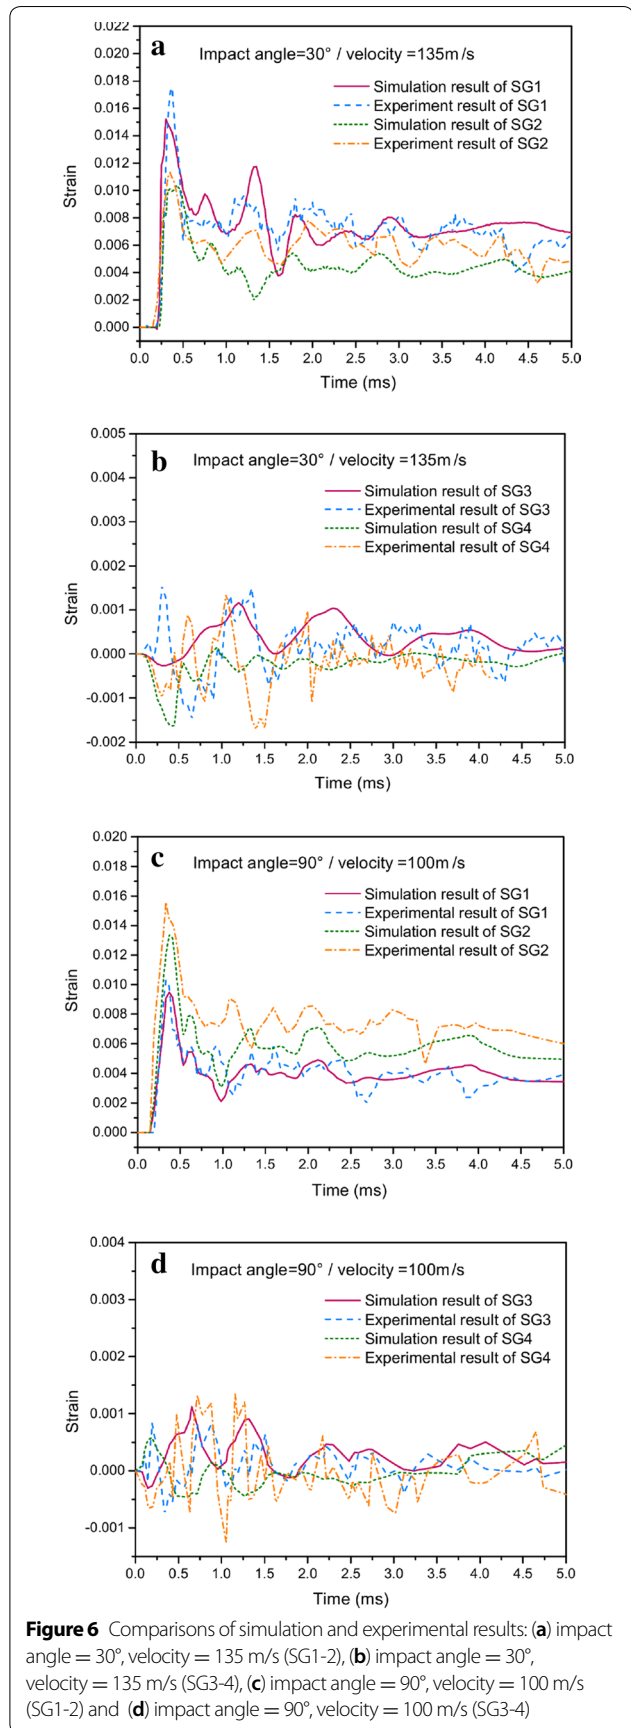 0.022
0.020
0.018
0.016
0.014
0.012
0.010
0.008
0.006
0.004
0.002
0.000
Strain
a
Impact angle=30° / velocity =135m/s
Simulation result of SG1
Experiment result of SG1
Simulation result of SG2
Experiment result of SG2
0.0 0.5 1.0 1.5 2.0 2.5 3.0 3.5 4.0 4.5 5.0
Time (ms)
0.005
0.004
0.003
0.002
0.001
0.000
-0.001
-0.002
Strain
b
Impact angle=30° / velocity =135m/s
Simulation result of SG3
Experimental result of SG3
Simulation result of SG4
Experimental result of SG4
0.0 0.5 1.0 1.5 2.0 2.5 3.0 3.5 4.0 4.5 5.0
Time (ms)
0.020
0.018
0.016
0.014
0.012
0.010
0.008
0.006
0.004
0.002
0.000
Strain
c
Impact angle=90° / velocity =100m/s
Simulation result of SG1
Experimental result of SG1
Simulation result of SG2
Experimental result of SG2
0.0 0.5 1.0 1.5 2.0 2.5 3.0 3.5 4.0 4.5 5.0
Time (ms)
0.004
0.003
0.002
0.001
0.000
-0.001
Strain
d
Impact angle=90° / velocity =100m/s
Simulation result of SG3
Experimental result of SG3
Simulation result of SG4
Experimental result of SG4
0.0 0.5 1.0 1.5 2.0 2.5 3.0 3.5 4.0 4.5 5.0
Time (ms)
Figure 6 Comparisons of simulation and experimental results: (a) impact
angle = 30°, velocity = 135 m/s (SG1-2), (b) impact angle = 30°,
velocity = 135 m/s (SG3-4), (c) impact angle = 90°, velocity = 100 m/s
(SG1-2) and (d) impact angle = 90°, velocity = 100 m/s (SG3-4)